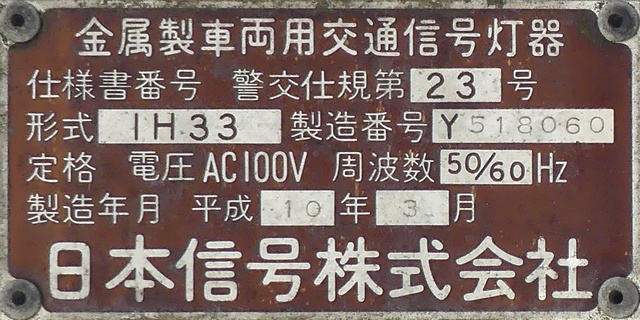 金属製車両用交通信号灯器
仕様書番号 警交仕規第 23 号
形式 1H33 製造番号 Y518060
定格 電圧 AC100V 周波数 50/60 Hz
製造年月 平成 10 年 3 月
日本信号株式会社